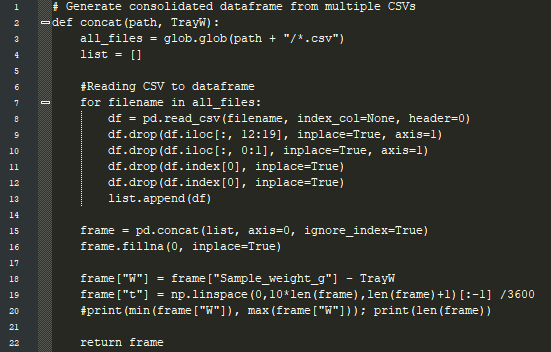 1 # Generate consolidated dataframe from multiple CSVs
2 def concat(path, TrayW):
3 all_files = glob.glob(path + "/*.csv")
4 list = []
5
6 #Reading CSV to dataframe
7 for filename in all_files:
8 df = pd.read_csv(filename, index_col=None, header=0)
9 df.drop(df.iloc[:, 12:19], inplace=True, axis=1)
10 df.drop(df.iloc[:, 0:1], inplace=True, axis=1)
11 df.drop(df.index[0], inplace=True)
12 df.drop(df.index[0], inplace=True)
13 list.append(df)
14
15 frame = pd.concat(list, axis=0, ignore_index=True)
16 frame.fillna(0, inplace=True)
17
18 frame["W"] = frame["Sample_weight_g"] - TrayW
19 frame["t"] = np.linspace(0,10*len(frame),len(frame)+1)[:-1] /3600
20 #print(min(frame["W"]), max(frame["W"])); print(len(frame))
21
22 return frame